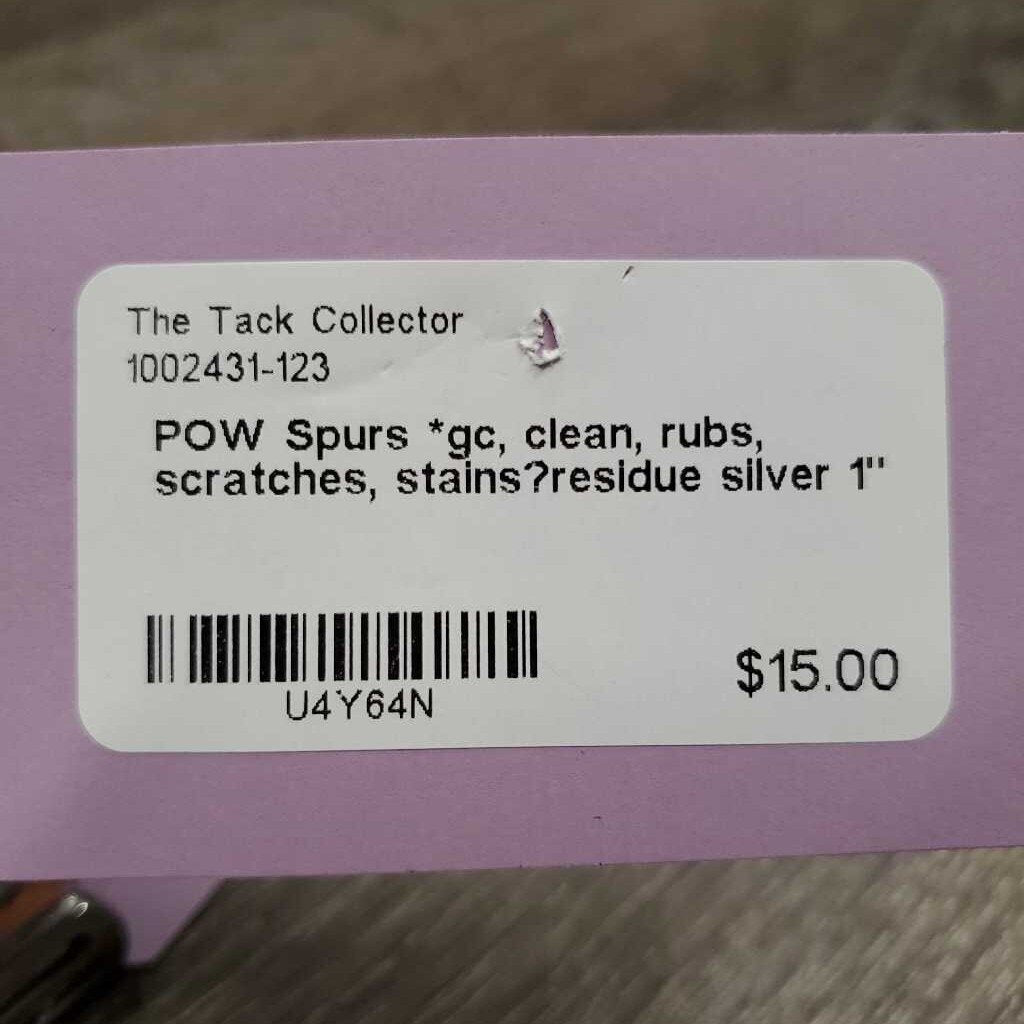 The Tack Collector
1002431-123
POW Spurs *gc, clean, rubs,
scratches, stains?residue silver 1"
U4Y64N
$15.00